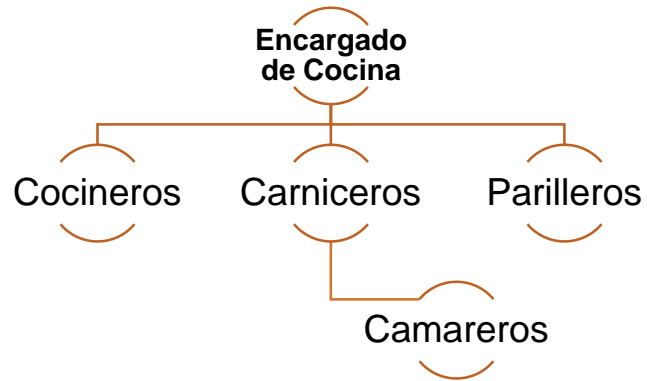 Encargado
de Cocina
Cocineros
Carniceros
Parilleros
Camareros